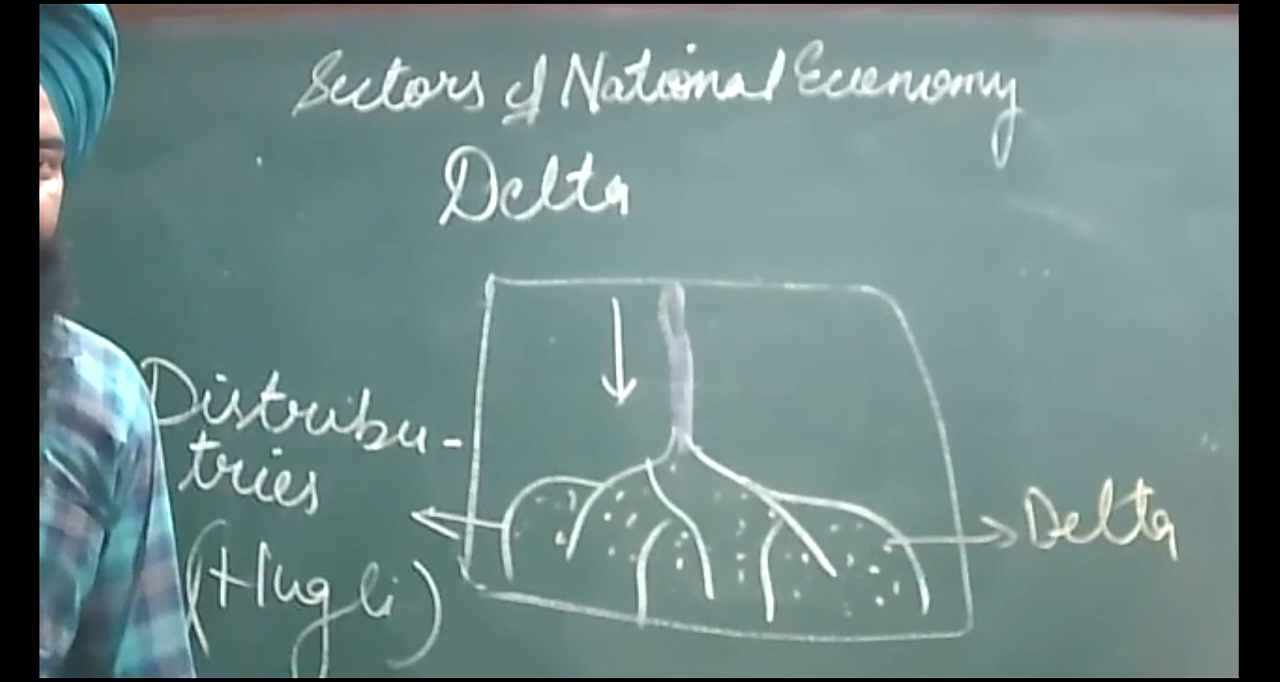 Sectors of National Economy
Delta
Distribu-
tries
(Hugli)
Delta